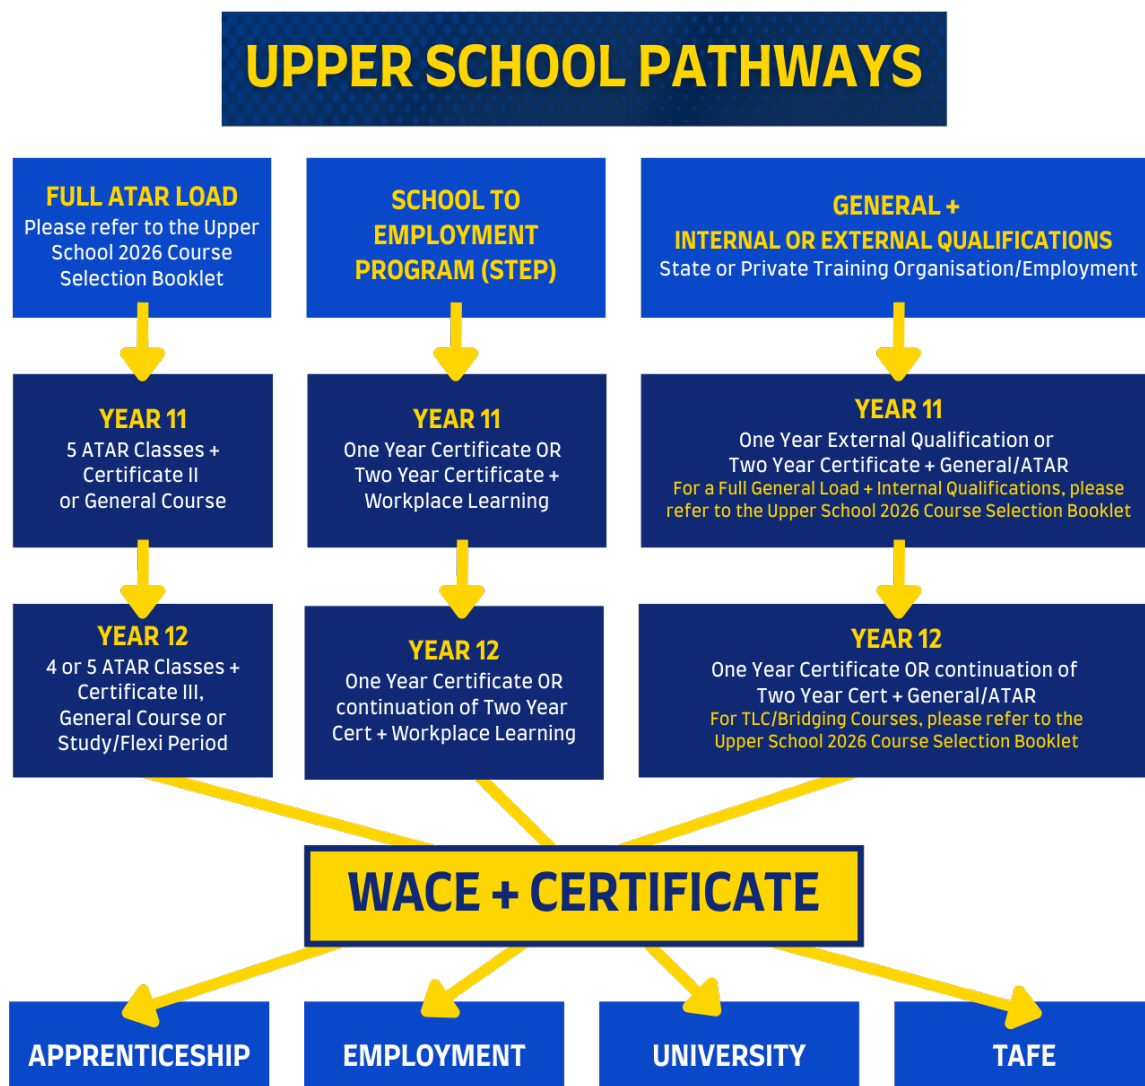 UPPER SCHOOL PATHWAYS
FULL ATAR LOAD
Please refer to the Upper
School 2026 Course
Selection Booklet
SCHOOL TO
EMPLOYMENT
PROGRAM (STEP)
GENERAL +
INTERNAL OR EXTERNAL QUALIFICATIONS
State or Private Training Organisation/Employment
YEAR 11
5 ATAR Classes +
Certificate II
or General Course
YEAR 11
One Year Certificate OR
Two Year Certificate +
Workplace Learning
YEAR 11
One Year External Qualification or
Two Year Certificate + General/ATAR
For a Full General Load + Internal Qualifications, please
refer to the Upper School 2026 Course Selection Booklet
YEAR 12
4 or 5 ATAR Classes +
Certificate III,
General Course or
Study/Flexi Period
YEAR 12
One Year Certificate OR
continuation of Two Year
Cert + Workplace Learning
YEAR 12
One Year Certificate OR continuation of
Two Year Cert + General/ATAR
For TLC/Bridging Courses, please refer to the
Upper School 2026 Course Selection Booklet
WACE + CERTIFICATE
APPRENTICESHIP
EMPLOYMENT
UNIVERSITY
TAFE